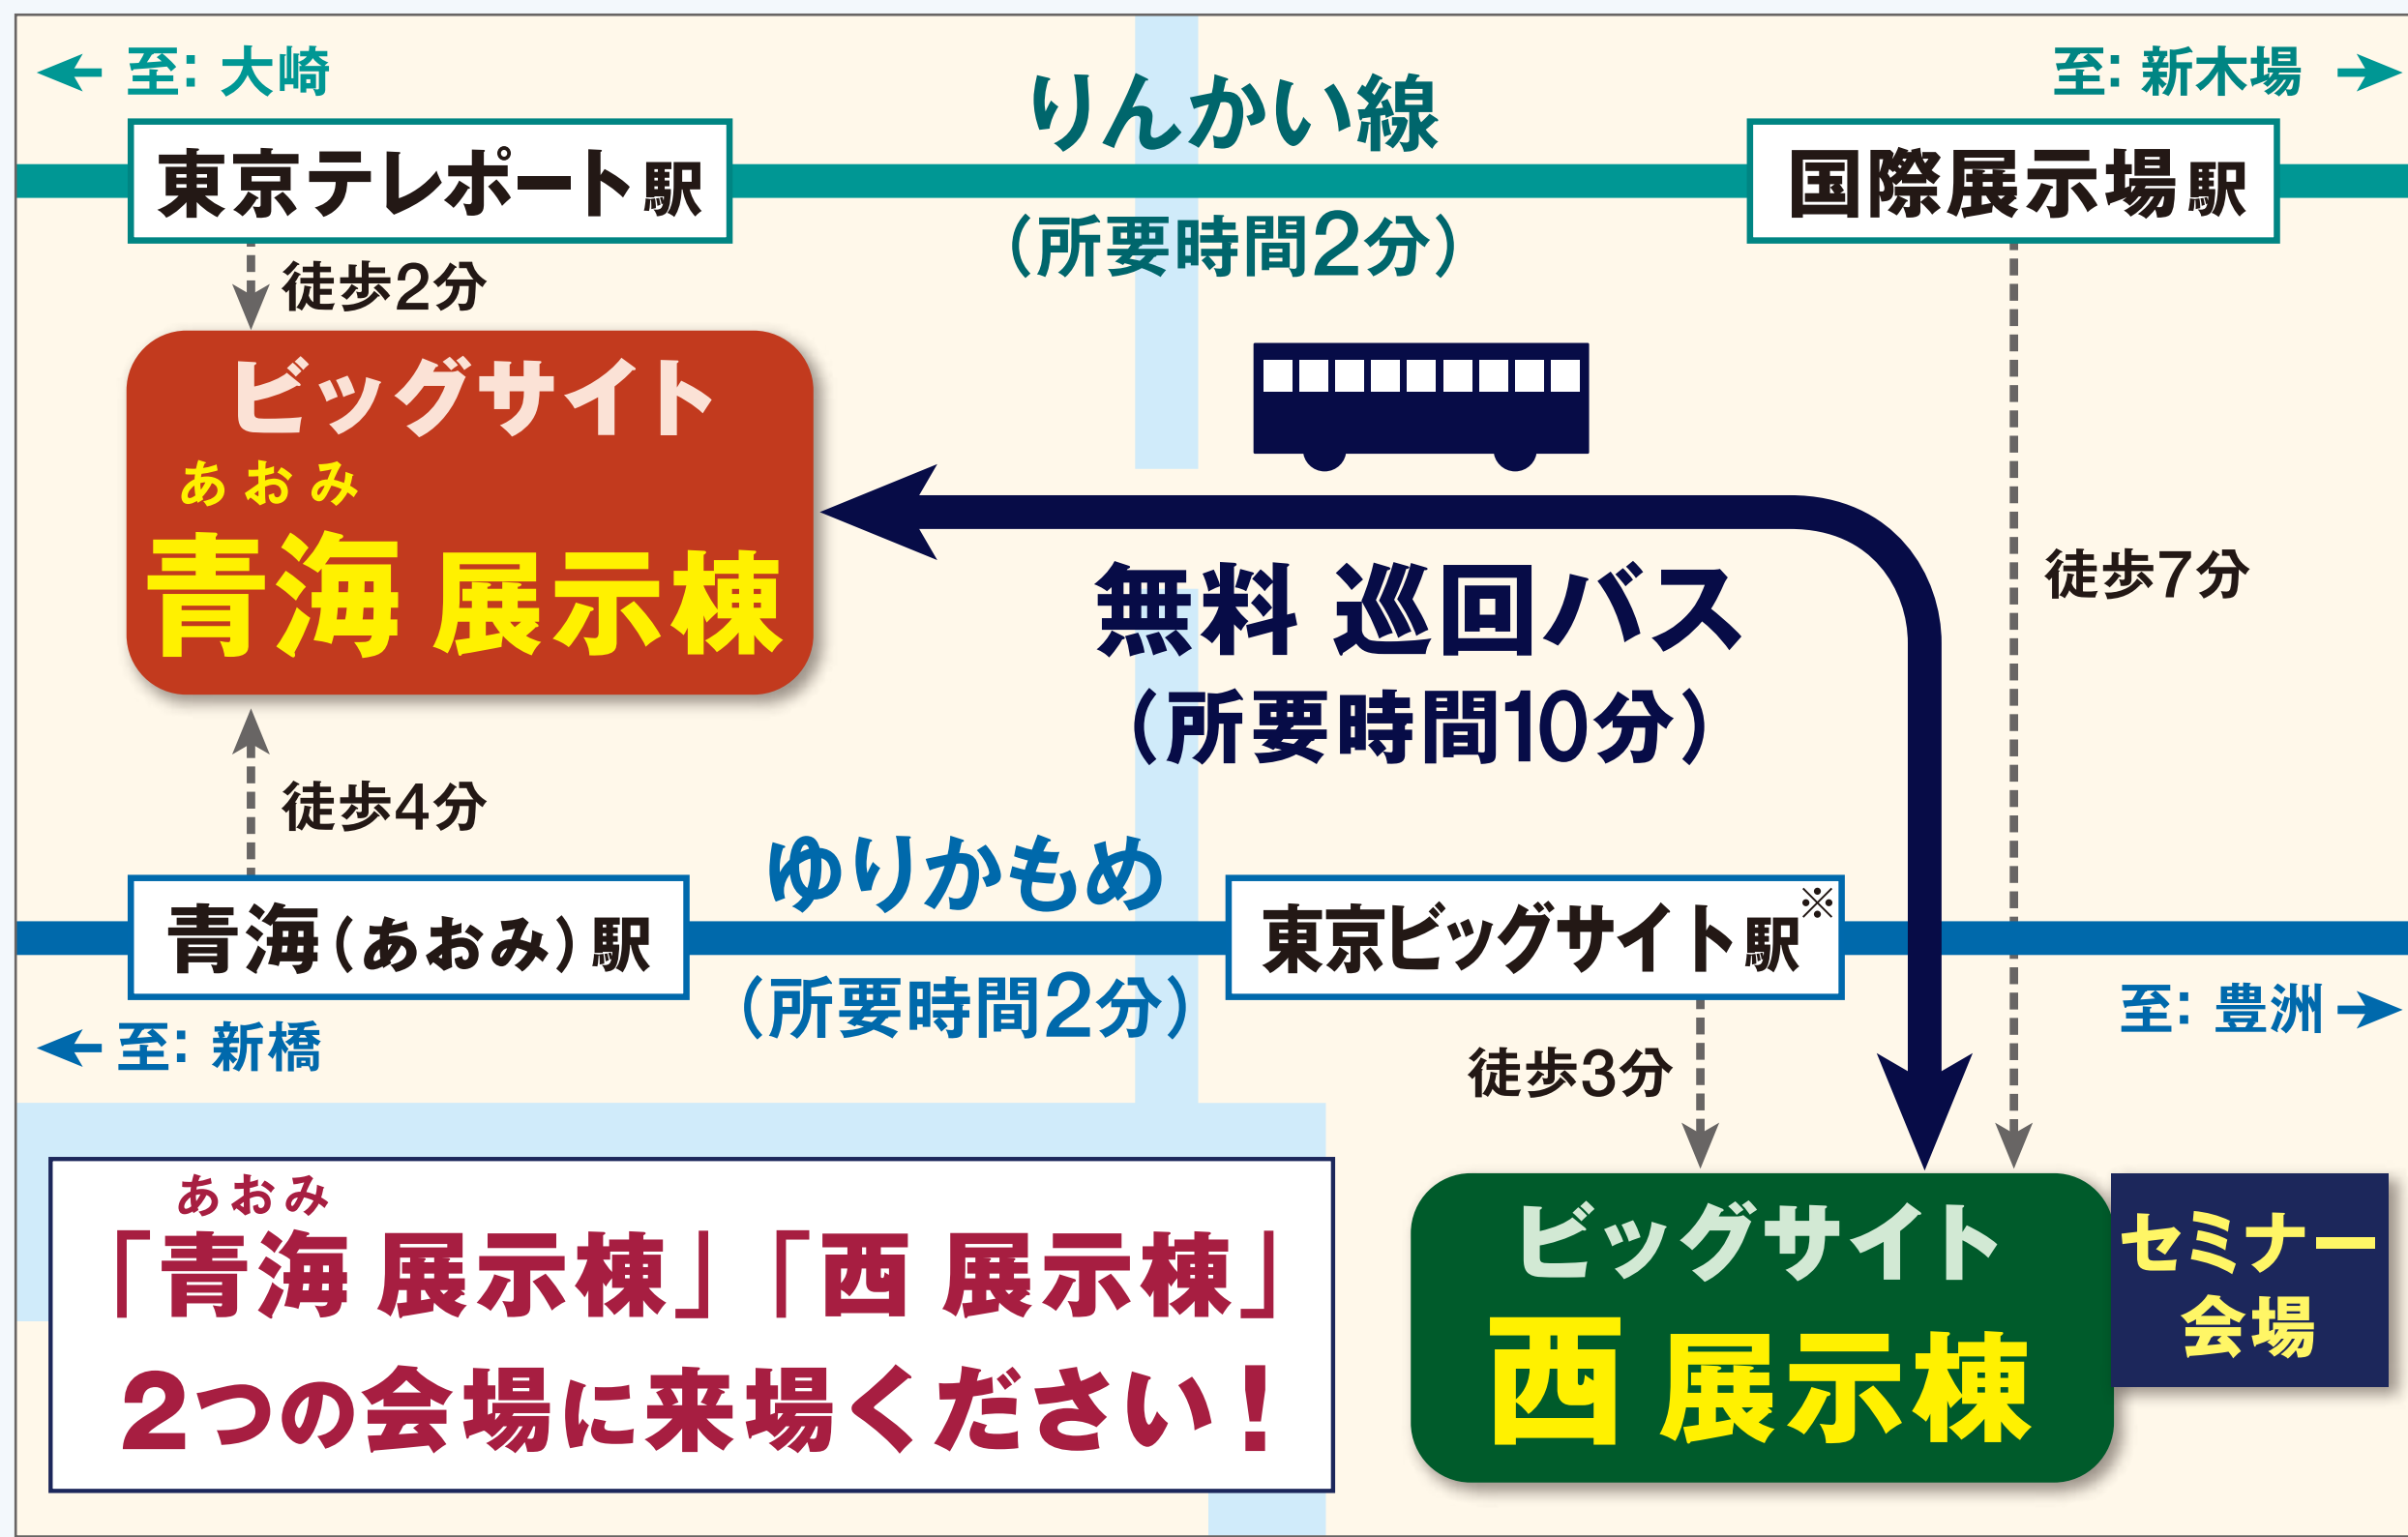 至: 大崎
至: 新木場
りんかい線
東京テレポート駅
国際展示場駅
（所要時間2分）
徒歩2分
ビッグサイト
あおみ
青海 展示棟
無料 巡回バス
（所要時間10分）
徒歩7分
徒歩4分
ゆりかもめ
青海（あおみ）駅
東京ビッグサイト駅※
（所要時間2分）
至: 新橋
至: 豊洲
徒歩3分
あおみ
「青海 展示棟」「西 展示棟」
2つの会場に来場ください！
ビッグサイト
西 展示棟
セミナー
会場